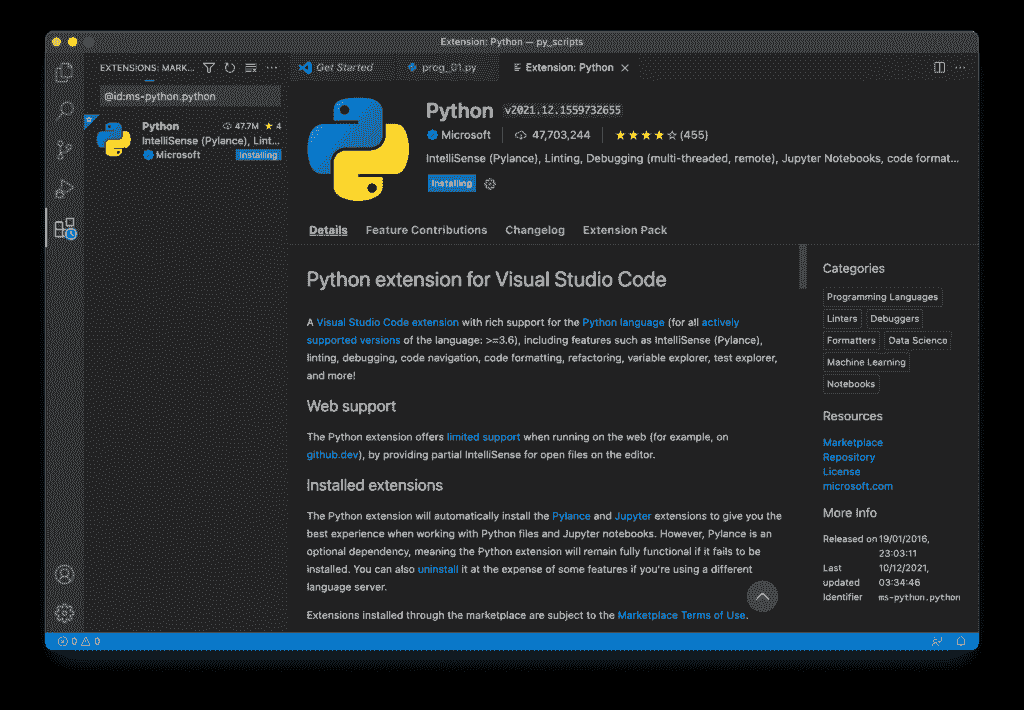 Extension: Python — py_scripts
EXTENSIONS: MARK...
Get Started
prog_01.py
Extension: Python
@id:ms-python.python
Python
47.7M
4
IntelliSense (Pylance), Lint...
Microsoft
Installing
Python
v2021.12.1559732655
Microsoft
47,703,244
(455)
IntelliSense (Pylance), Linting, Debugging (multi-threaded, remote), Jupyter Notebooks, code format...
Installing
Details
Feature Contributions
Changelog
Extension Pack
Python extension for Visual Studio Code
A Visual Studio Code extension with rich support for the Python language (for all actively
supported versions of the language: >=3.6), including features such as IntelliSense (Pylance),
linting, debugging, code navigation, code formatting, refactoring, variable explorer, test explorer,
and more!
Web support
The Python extension offers limited support when running on the web (for example, on
github.dev), by providing partial IntelliSense for open files on the editor.
Installed extensions
The Python extension will automatically install the Pylance and Jupyter extensions to give you the
best experience when working with Python files and Jupyter notebooks. However, Pylance is an
optional dependency, meaning the Python extension will remain fully functional if it fails to be
installed. You can also uninstall it at the expense of some features if you're using a different
language server.
Extensions installed through the marketplace are subject to the Marketplace Terms of Use.
Categories
Programming Languages
Linters
Debuggers
Formatters
Data Science
Machine Learning
Notebooks
Resources
Marketplace
Repository
License
microsoft.com
More Info
Released on 19/01/2016,
23:03:11
Last 10/12/2021,
updated 03:34:46
Identifier ms-python.python
0
0